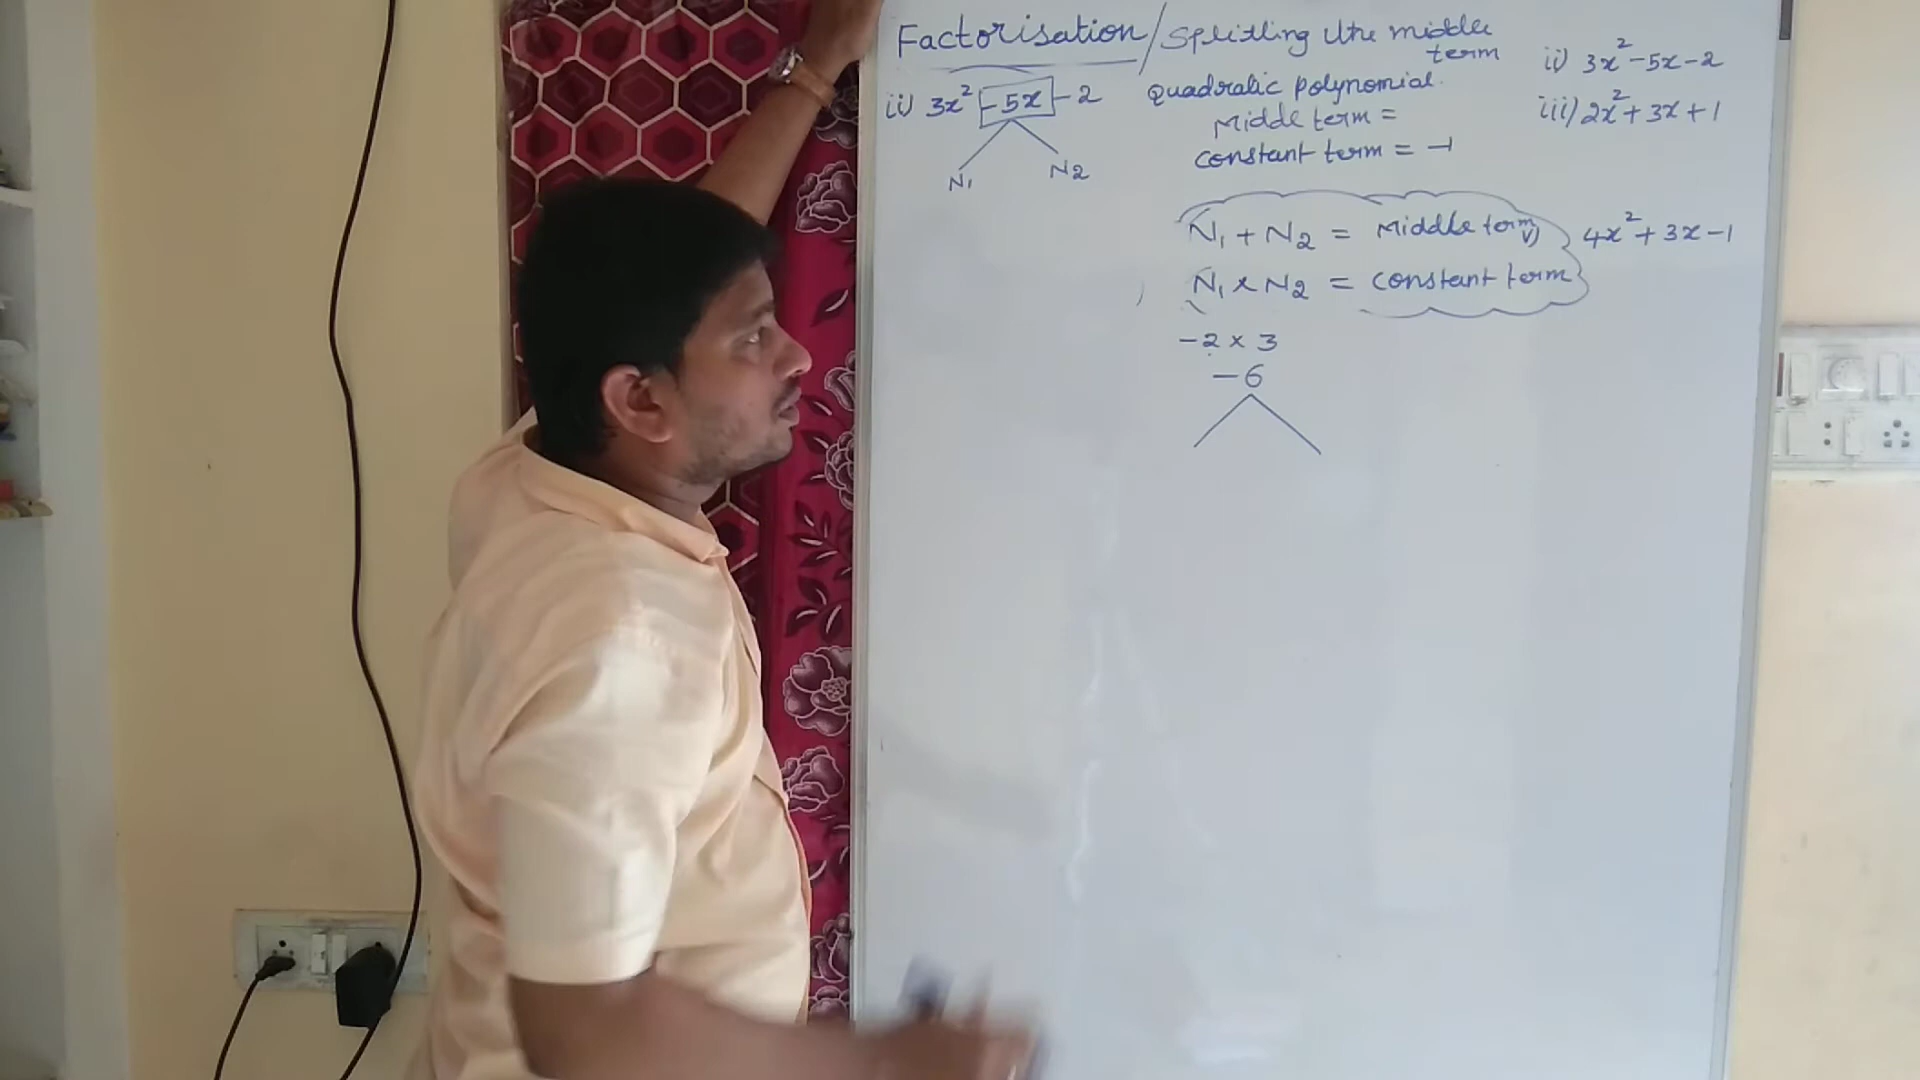 Factorisation / Splitting the middle term
ii) 3x² -5x - 2
N₁ N₂
Quadratic polynomial.
Middle term =
constant term = -1
ii) 3x² - 5x - 2
iii) 2x² + 3x + 1
N₁ + N₂ = Middle term
N₁ x N₂ = constant term
v) 4x² + 3x - 1
-2 x 3
-6